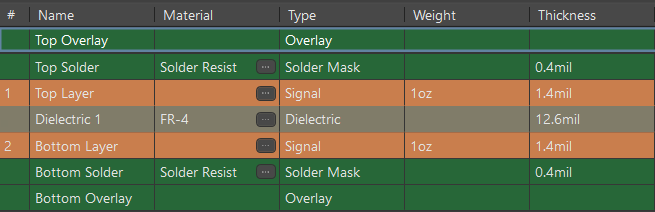 # Name Material Type Weight Thickness
Top Overlay Overlay
Top Solder Solder Resist ... Solder Mask 0.4mil
1 Top Layer ... Signal 1oz 1.4mil
Dielectric 1 FR-4 ... Dielectric 12.6mil
2 Bottom Layer ... Signal 1oz 1.4mil
Bottom Solder Solder Resist ... Solder Mask 0.4mil
Bottom Overlay Overlay